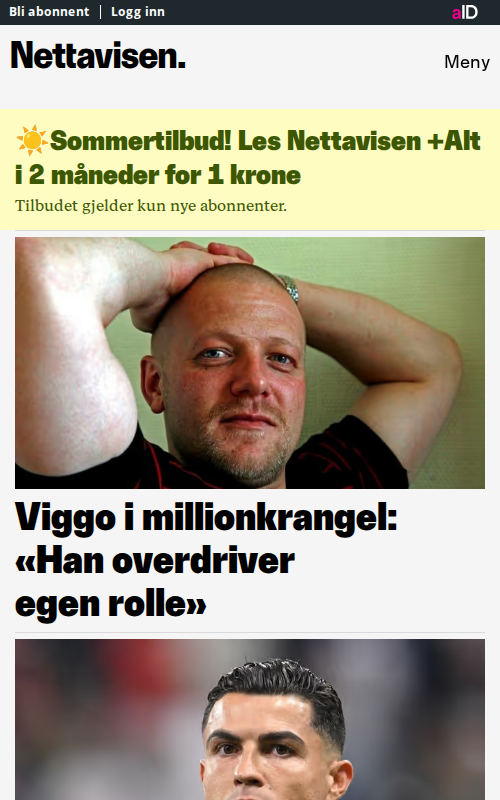 Bli abonnent | Logg inn
aID
Nettavisen.
Meny
☀️Sommertilbud! Les Nettavisen +Alt
i 2 måneder for 1 krone
Tilbudet gjelder kun nye abonnenter.
Viggo i millionkrangel:
«Han overdriver
egen rolle»